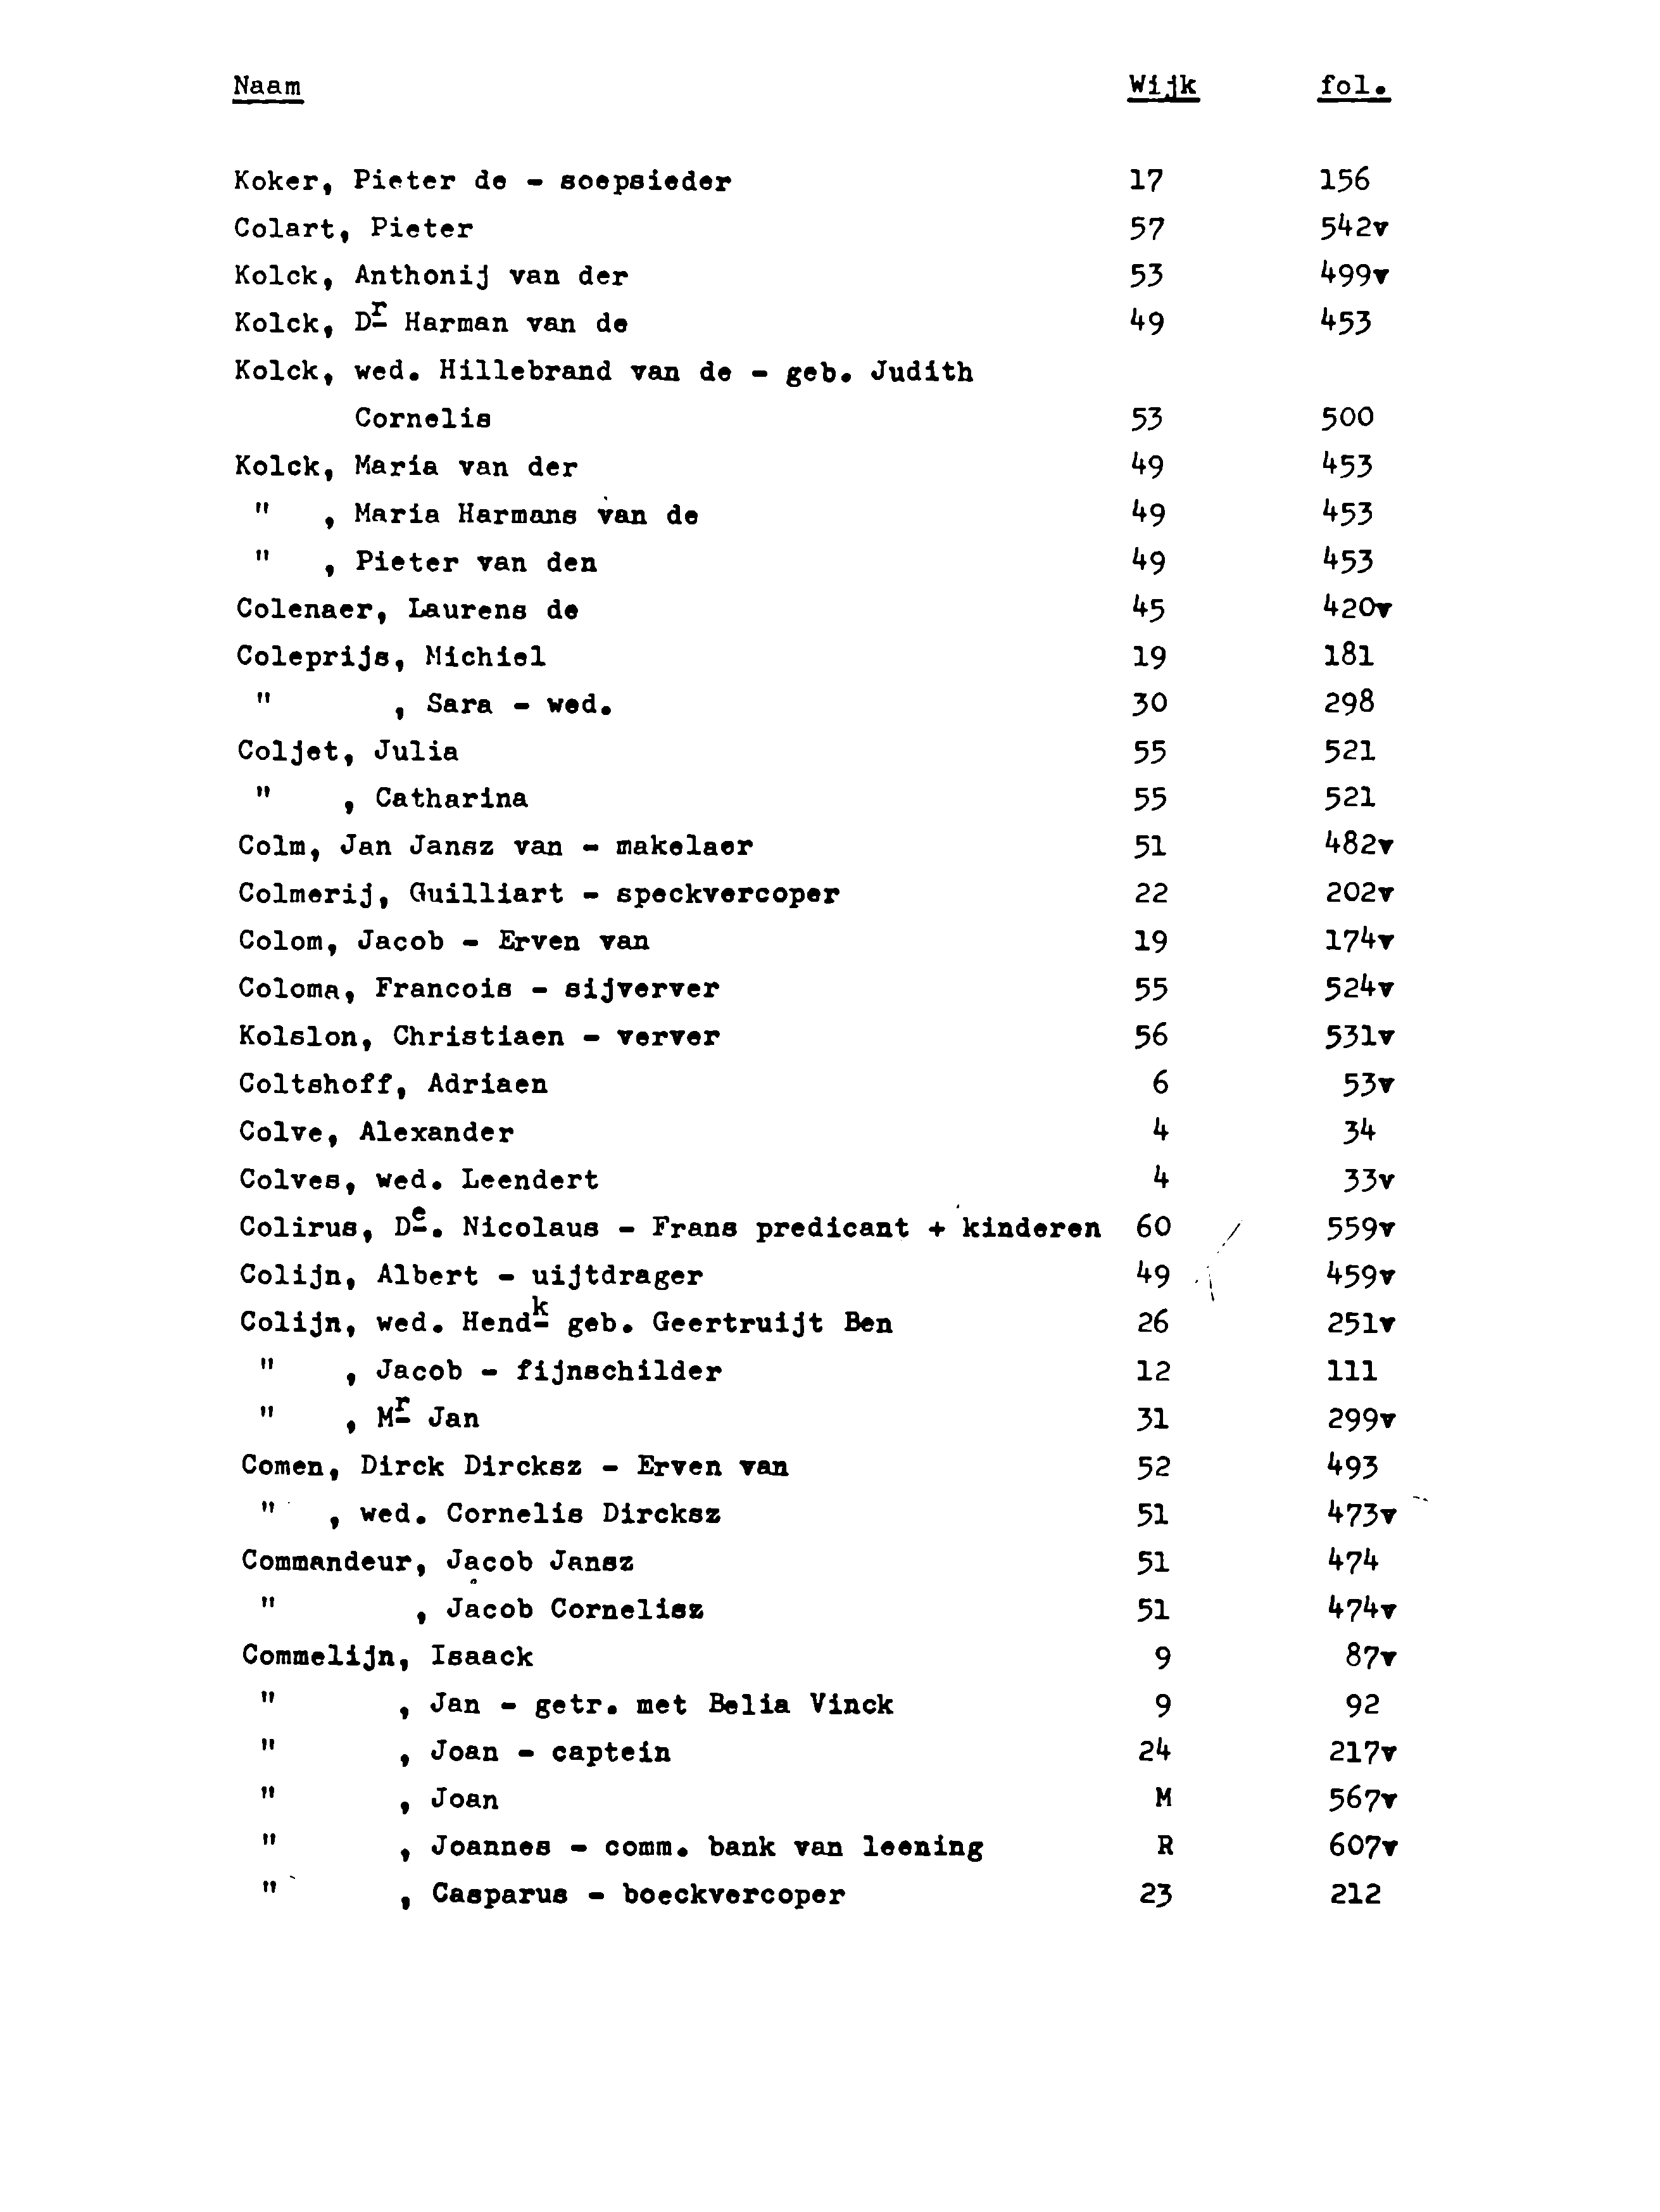 Naam Wijk fol.
Koker, Pieter de - soepsieder 17 156
Colart, Pieter 57 542v
Kolck, Anthonij van der 53 499v
Kolck, Dr Harman van de 49 453
Kolck, wed. Hillebrand van de - geb. Judith
Cornelis 53 500
Kolck, Maria van der 49 453
" , Maria Harmans van de 49 453
" , Pieter van den 49 453
Colenaer, Laurens de 45 420v
Coleprijs, Michiel 19 181
" , Sara - wed. 30 298
Coljet, Julia 55 521
" , Catharina 55 521
Colm, Jan Jansz van - makelaer 51 482v
Colmerij, Guilliart - speckvercoper 22 202v
Colom, Jacob - Erven van 19 174v
Coloma, Francois - sijverver 55 524v
Kolslon, Christiaen - verver 56 531v
Coltshoff, Adriaen 6 53v
Colve, Alexander 4 34
Colves, wed. Leendert 4 33v
Colirus, De. Nicolaus - Frans predicant + kinderen 60 559v
Colijn, Albert - uijtdrager 49 459v
Colijn, wed. Hendk geb. Geertruijt Ben 26 251v
" , Jacob - fijnschilder 12 111
" , Mr Jan 31 299v
Comen, Dirck Dircksz - Erven van 52 493
" , wed. Cornelis Dircksz 51 473v
Commandeur, Jacob Jansz 51 474
" , Jacob Cornelisz 51 474v
Commelijn, Isaack 9 87v
" , Jan - getr. met Belia Vinck 9 92
" , Joan - captein 24 217v
" , Joan M 567v
" , Joannes - comm. bank van leening R 607v
" , Casparus - boeckvercoper 23 212